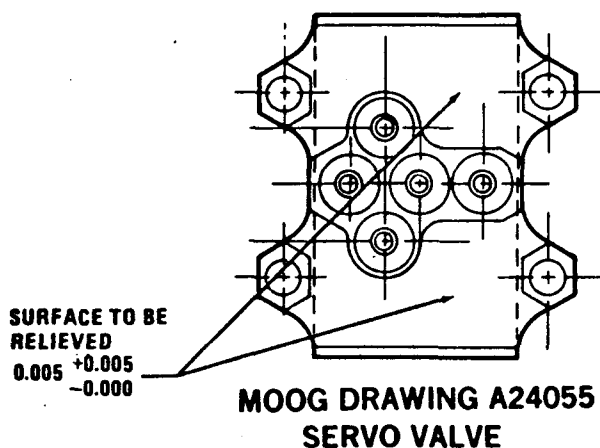 SURFACE TO BE
RELIEVED
0.005 +0.005
-0.000
MOOG DRAWING A24055
SERVO VALVE